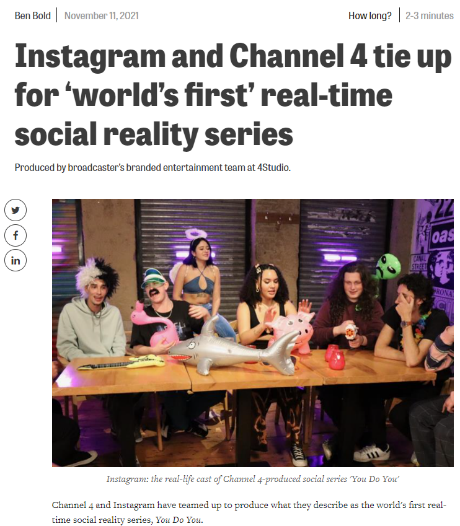 Ben Bold | November 11, 2021
How long? | 2-3 minutes
Instagram and Channel 4 tie up
for ‘world’s first’ real-time
social reality series
Produced by broadcaster's branded entertainment team at 4Studio.
oas
Instagram: the real-life cast of Channel 4-produced social series 'You Do You'
Channel 4 and Instagram have teamed up to produce what they describe as the world's first real-
time social reality series, You Do You.